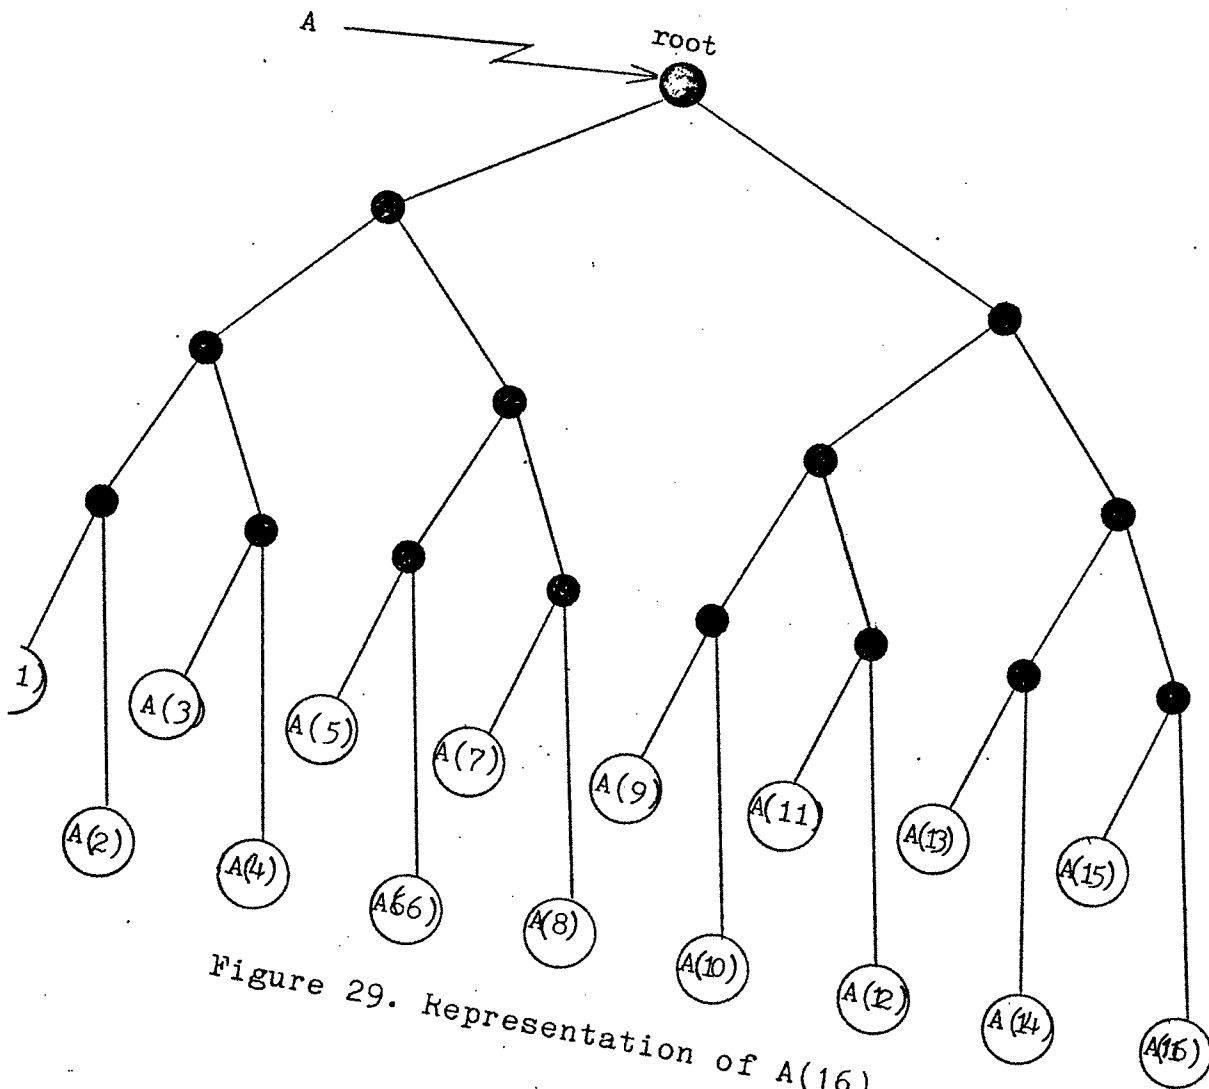 A
root
1)
A(3)
A(5)
A(7)
A(9)
A(11)
A(13)
A(15)
A(2)
A(4)
A(8)
A(10)
A(12)
A(14)
Figure 29. Representation of A(16)